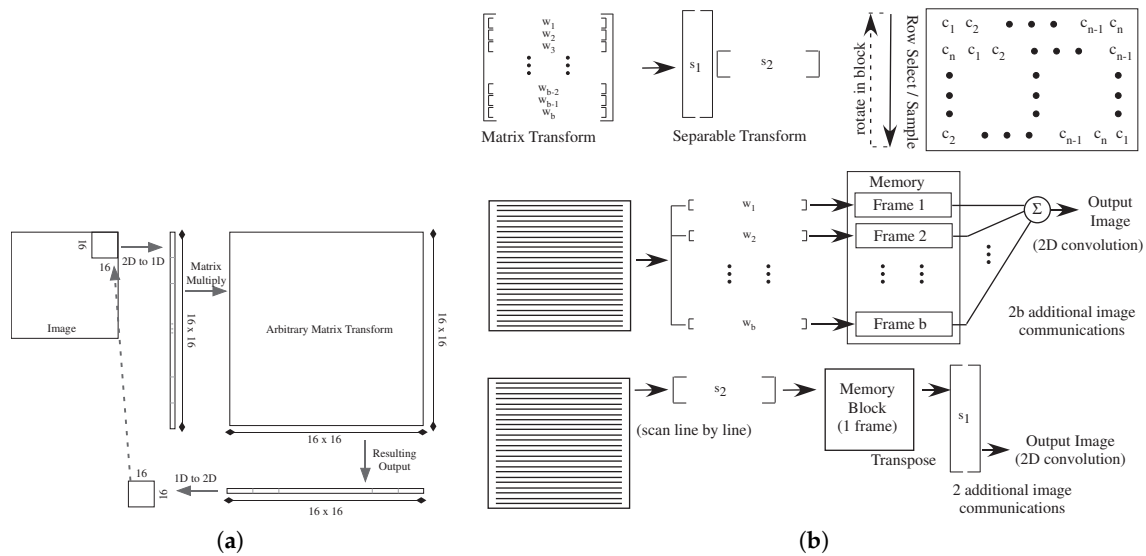 16
16
2D to 1D
Image
Matrix
Multiply
16 x 16
Arbitrary Matrix Transform
16 x 16
16 x 16
Resulting
Output
16
16
1D to 2D
16 x 16
(a)
w1
w2
w3
wb-2
wb-1
wb
Matrix Transform
s1
s2
Separable Transform
rotate in block
Row Select / Sample
c1 c2 cn-1 cn
cn c1 c2 cn-1
c2 cn-1 cn c1
w1
w2
wb
Memory
Frame 1
Frame 2
Frame b
Σ
Output
Image
(2D convolution)
2b additional image
communications
s2
(scan line by line)
Memory
Block
(1 frame)
Transpose
s1
Output Image
(2D convolution)
2 additional image
communications
(b)